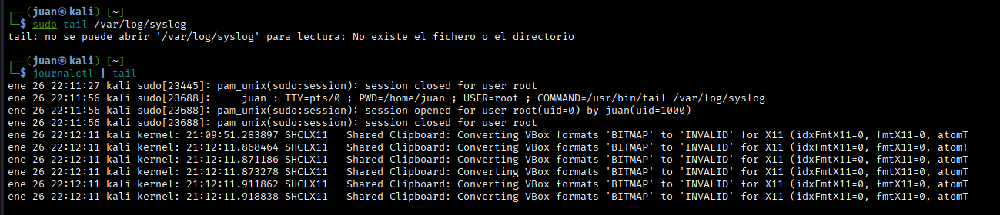 ┌──(juan㉿kali)-[~]
└─$ sudo tail /var/log/syslog
tail: no se puede abrir '/var/log/syslog' para lectura: No existe el fichero o el directorio
┌──(juan㉿kali)-[~]
└─$ journalctl | tail
ene 26 22:11:27 kali sudo[23445]: pam_unix(sudo:session): session closed for user root
ene 26 22:11:56 kali sudo[23688]:     juan : TTY=pts/0 ; PWD=/home/juan ; USER=root ; COMMAND=/usr/bin/tail /var/log/syslog
ene 26 22:11:56 kali sudo[23688]: pam_unix(sudo:session): session opened for user root(uid=0) by juan(uid=1000)
ene 26 22:11:56 kali sudo[23688]: pam_unix(sudo:session): session closed for user root
ene 26 22:12:11 kali kernel: 21:09:51.283897 SHCLX11   Shared Clipboard: Converting VBox formats 'BITMAP' to 'INVALID' for X11 (idxFmtX11=0, fmtX11=0, atomT
ene 26 22:12:11 kali kernel: 21:12:11.868464 SHCLX11   Shared Clipboard: Converting VBox formats 'BITMAP' to 'INVALID' for X11 (idxFmtX11=0, fmtX11=0, atomT
ene 26 22:12:11 kali kernel: 21:12:11.871186 SHCLX11   Shared Clipboard: Converting VBox formats 'BITMAP' to 'INVALID' for X11 (idxFmtX11=0, fmtX11=0, atomT
ene 26 22:12:11 kali kernel: 21:12:11.873278 SHCLX11   Shared Clipboard: Converting VBox formats 'BITMAP' to 'INVALID' for X11 (idxFmtX11=0, fmtX11=0, atomT
ene 26 22:12:11 kali kernel: 21:12:11.911862 SHCLX11   Shared Clipboard: Converting VBox formats 'BITMAP' to 'INVALID' for X11 (idxFmtX11=0, fmtX11=0, atomT
ene 26 22:12:11 kali kernel: 21:12:11.918838 SHCLX11   Shared Clipboard: Converting VBox formats 'BITMAP' to 'INVALID' for X11 (idxFmtX11=0, fmtX11=0, atomT